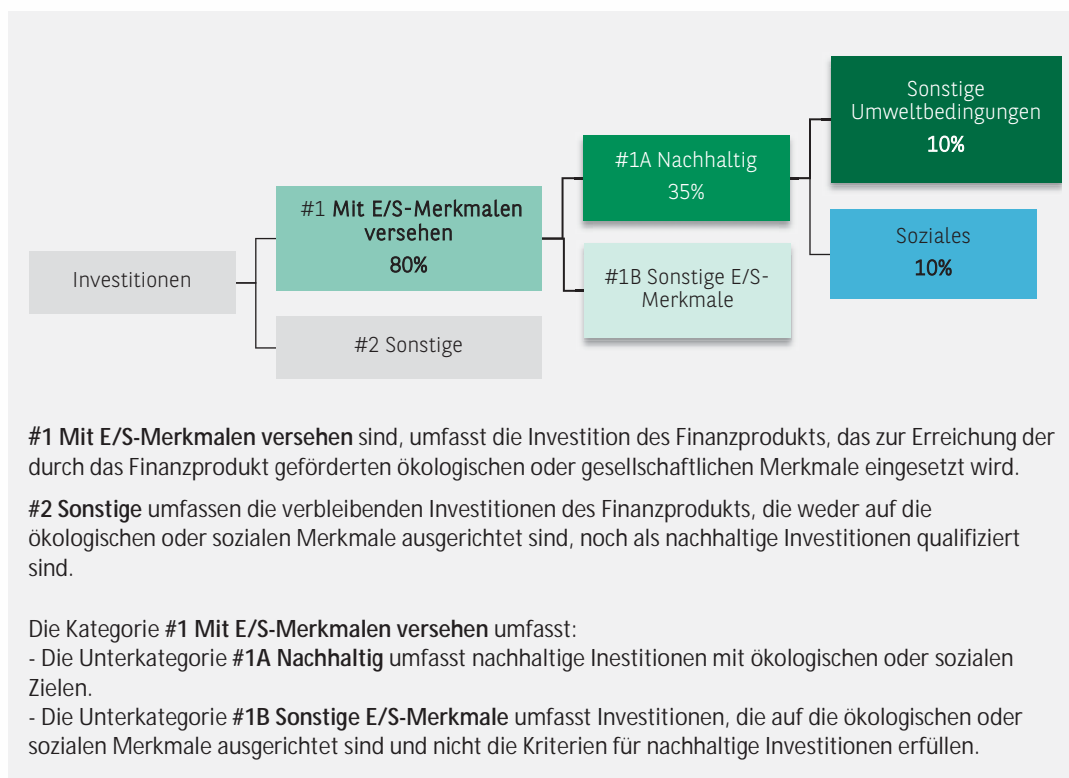 Sonstige
Umweltbedingungen
10%
#1A Nachhaltig
35%
#1 Mit E/S-Merkmalen
versehen
80%
Soziales
10%
Investitionen
#1B Sonstige E/S-
Merkmale
#2 Sonstige
#1 Mit E/S-Merkmalen versehen sind, umfasst die Investition des Finanzprodukts, das zur Erreichung der
durch das Finanzprodukt geförderten ökologischen oder gesellschaftlichen Merkmale eingesetzt wird.
#2 Sonstige umfassen die verbleibenden Investitionen des Finanzprodukts, die weder auf die
ökologischen oder sozialen Merkmale ausgerichtet sind, noch als nachhaltige Investitionen qualifiziert
sind.
Die Kategorie #1 Mit E/S-Merkmalen versehen umfasst:
- Die Unterkategorie #1A Nachhaltig umfasst nachhaltige Inestitionen mit ökologischen oder sozialen
Zielen.
- Die Unterkategorie #1B Sonstige E/S-Merkmale umfasst Investitionen, die auf die ökologischen oder
sozialen Merkmale ausgerichtet sind und nicht die Kriterien für nachhaltige Investitionen erfüllen.